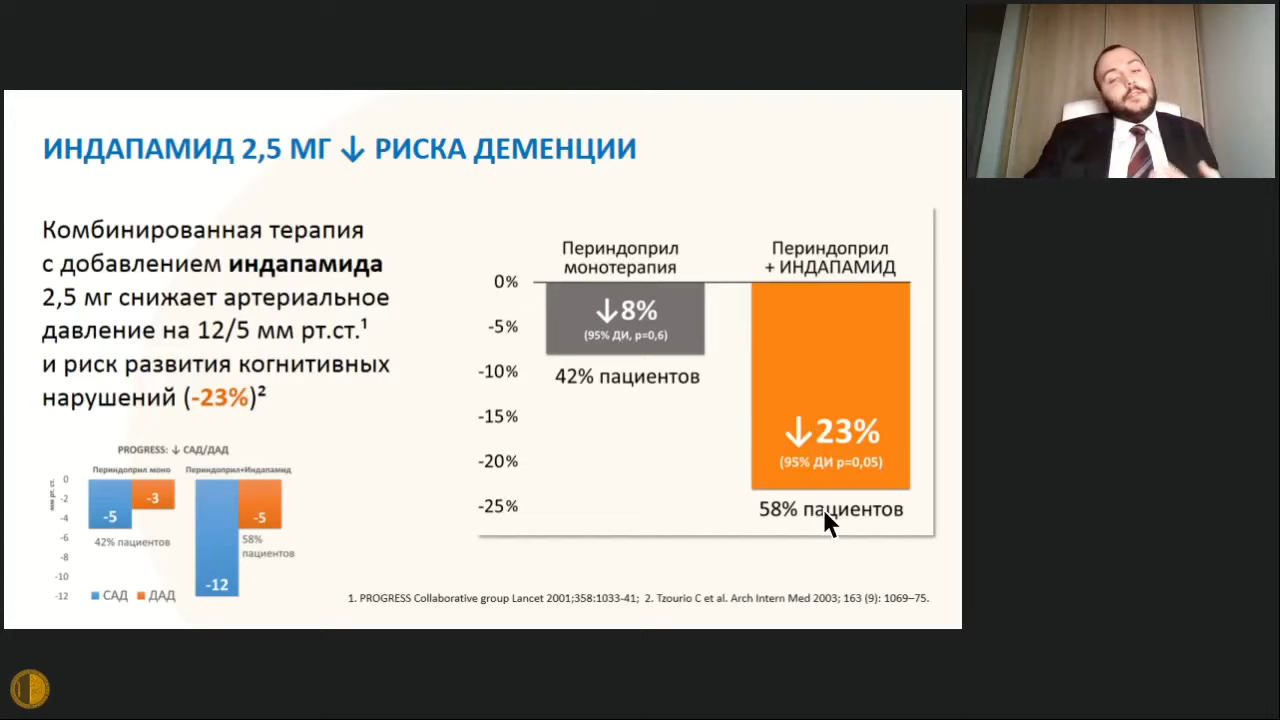 ИНДАПАМИД 2,5 МГ ↓ РИСКА ДЕМЕНЦИИ
Комбинированная терапия
с добавлением индапамида
2,5 мг снижает артериальное
давление на 12/5 мм рт.ст.¹
и риск развития когнитивных
нарушений (-23%)²
PROGRESS: ↓ САД/ДАД
Периндоприл моно
Периндоприл+Индапамид
мм рт. ст.
0
-2
-4
-6
-8
-10
-12
-5
-3
-12
-5
42% пациентов
58%
пациентов
САД
ДАД
Периндоприл
монотерапия
Периндоприл
+ ИНДАПАМИД
0%
-5%
-10%
-15%
-20%
-25%
↓8%
(95% ДИ, p=0,6)
42% пациентов
↓23%
(95% ДИ p=0,05)
58% пациентов
1. PROGRESS Collaborative group Lancet 2001;358:1033-41; 2. Tzourio C et al. Arch Intern Med 2003; 163 (9): 1069–75.